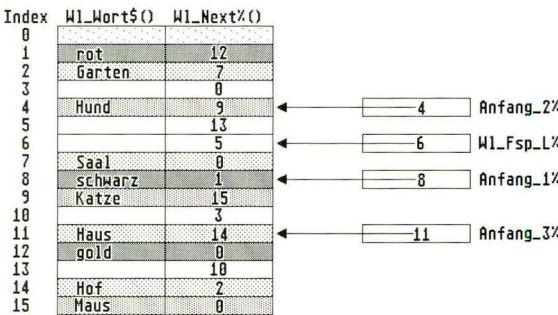 Index Wl_Wort$() Wl_Next%()
0
1 rot 12
2 Garten 7
3 0
4 Hund 9 4 Anfang_2%
5 13
6 5 6 Wl_Fsp_L%
7 Saal 0
8 schwarz 1 8 Anfang_1%
9 Katze 15
10 3
11 Haus 14 11 Anfang_3%
12 gold 0
13 10
14 Hof 2
15 Maus 0